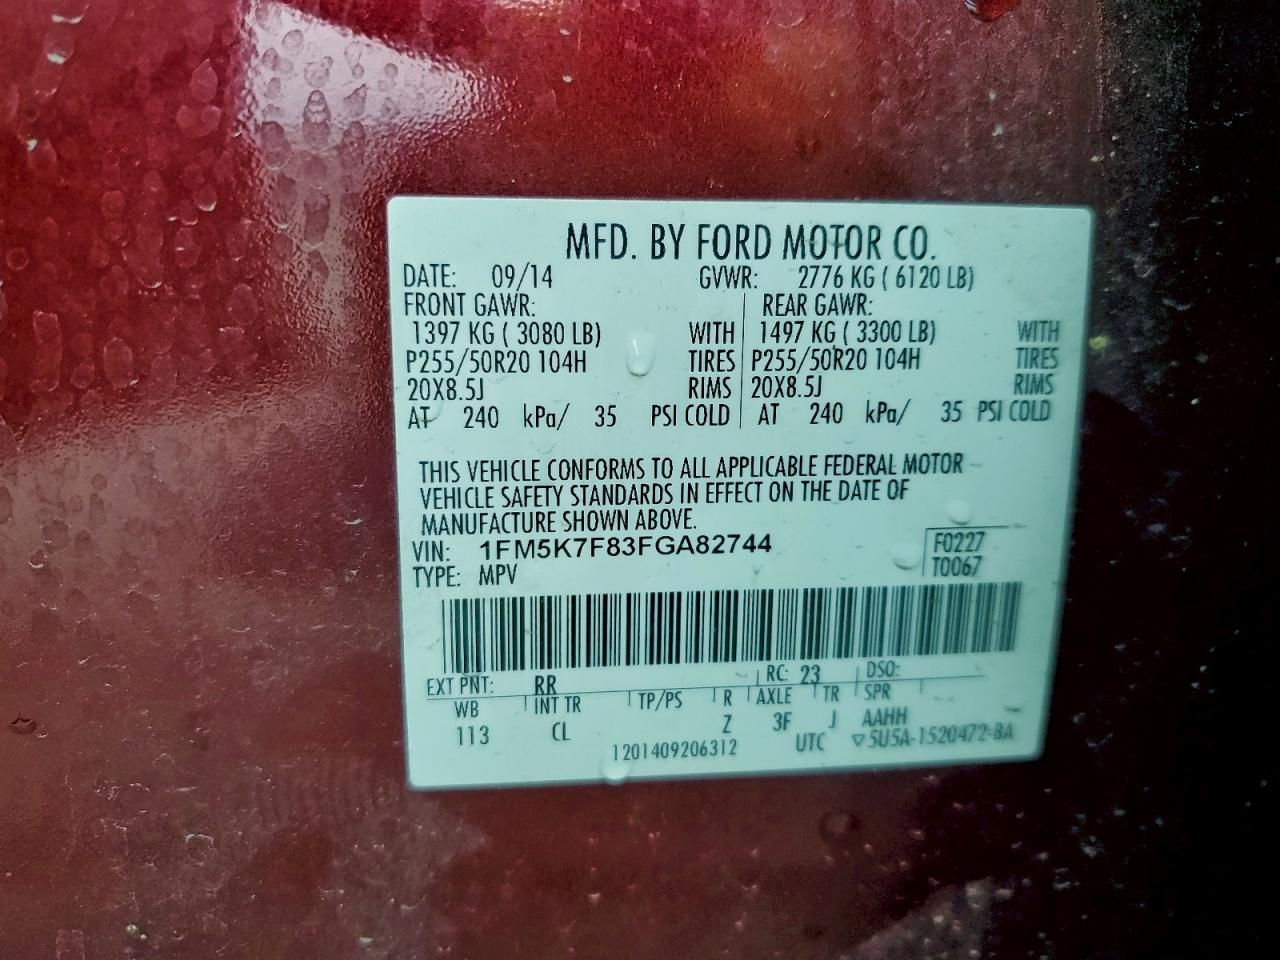 MFD. BY FORD MOTOR CO.
DATE: 09/14 GVWR: 2776 KG ( 6120 LB)
FRONT GAWR: REAR GAWR:
1397 KG ( 3080 LB) WITH 1497 KG ( 3300 LB) WITH
P255/50R20 104H TIRES P255/50R20 104H TIRES
20X8.5J RIMS 20X8.5J RIMS
AT 240 kPa/ 35 PSI COLD AT 240 kPa/ 35 PSI COLD
THIS VEHICLE CONFORMS TO ALL APPLICABLE FEDERAL MOTOR
VEHICLE SAFETY STANDARDS IN EFFECT ON THE DATE OF
MANUFACTURE SHOWN ABOVE.
VIN: 1FM5K7F83FGA82744 F0227
TYPE: MPV T0067
EXT PNT: RR RC: 23 DSO:
WB INT TR TP/PS R AXLE TR SPR
113 CL Z 3F J AAHH
1201409206312 UTC ▽5U5A-1520472-BA